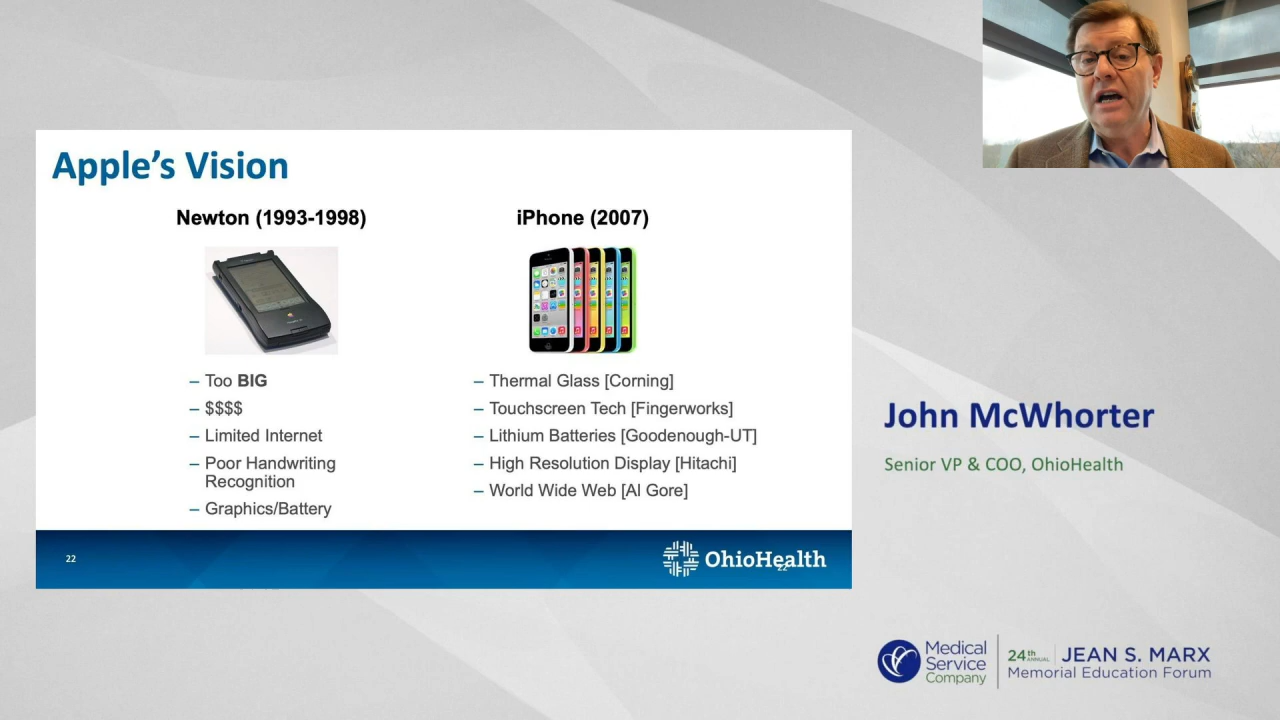 Apple’s Vision
Newton (1993-1998)
iPhone (2007)
– Too BIG
– $$$$
– Limited Internet
– Poor Handwriting
Recognition
– Graphics/Battery
– Thermal Glass [Corning]
– Touchscreen Tech [Fingerworks]
– Lithium Batteries [Goodenough-UT]
– High Resolution Display [Hitachi]
– World Wide Web [Al Gore]
22
OhioHealth
22
John McWhorter
Senior VP & COO, OhioHealth
Medical
Service
Company
24th ANNUAL JEAN S. MARX
Memorial Education Forum